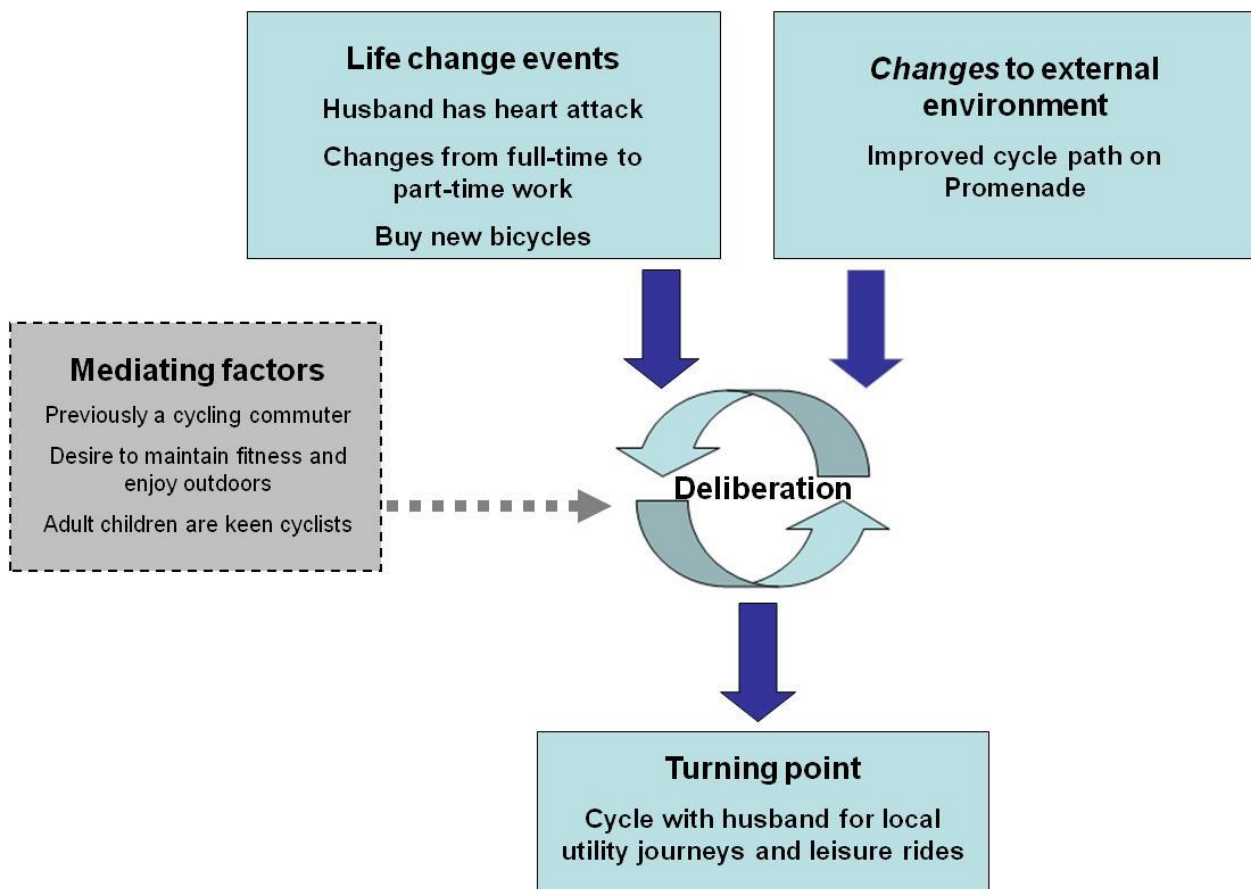 Life change events
Husband has heart attack
Changes from full-time to
part-time work
Buy new bicycles
Changes to external
environment
Improved cycle path on
Promenade
Mediating factors
Previously a cycling commuter
Desire to maintain fitness and
enjoy outdoors
Adult children are keen cyclists
Deliberation
Turning point
Cycle with husband for local
utility journeys and leisure rides